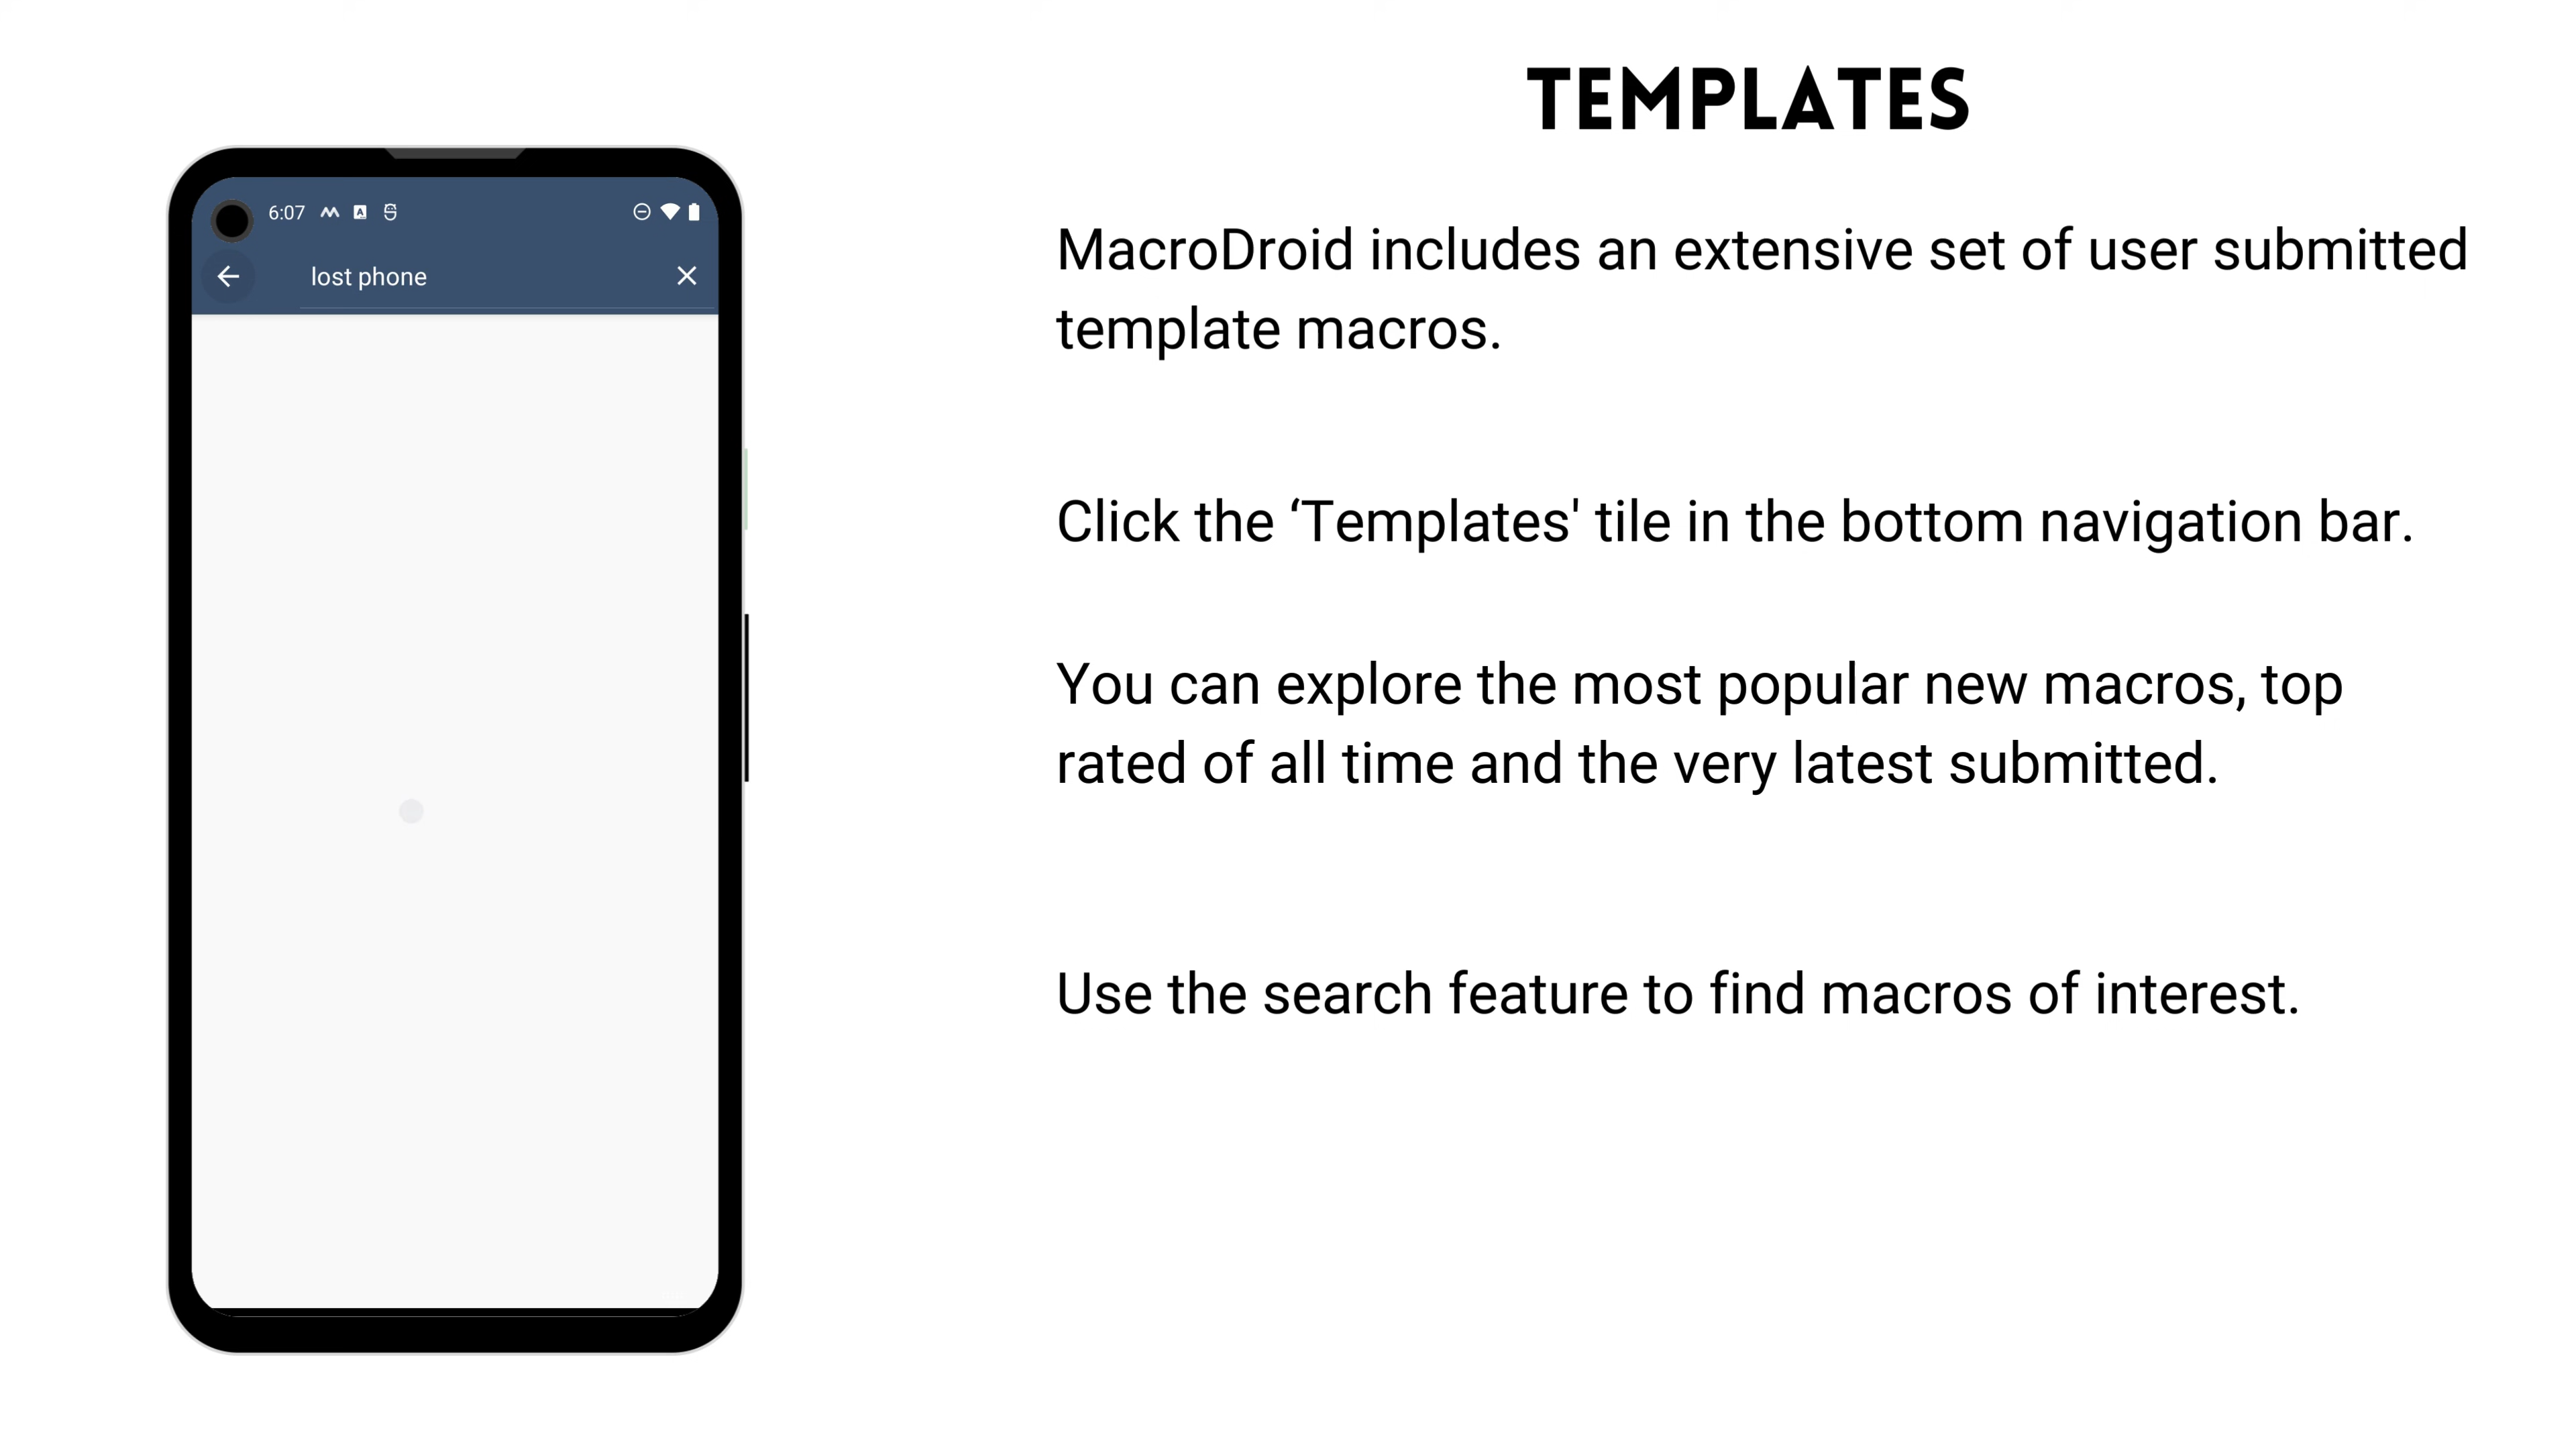 TEMPLATES
6:07
lost phone
MacroDroid includes an extensive set of user submitted
template macros.
Click the ‘Templates' tile in the bottom navigation bar.
You can explore the most popular new macros, top
rated of all time and the very latest submitted.
Use the search feature to find macros of interest.